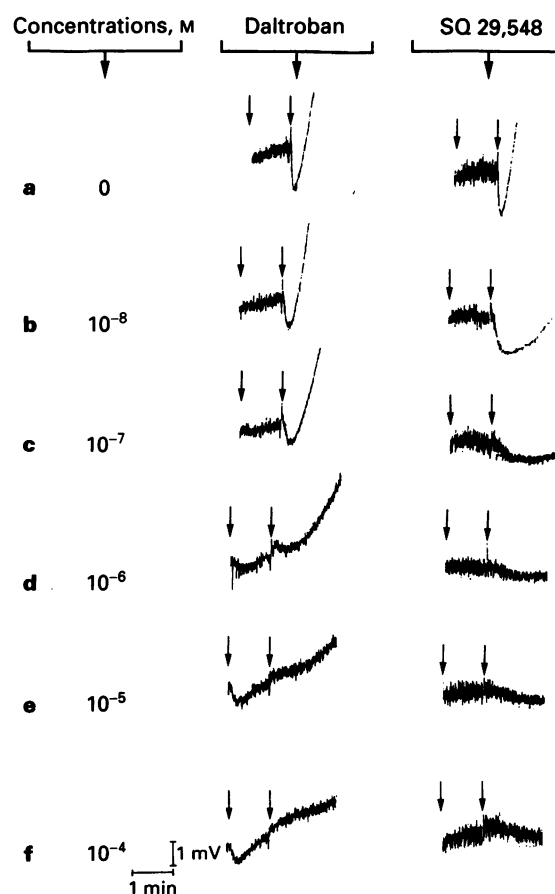 Concentrations, M Daltroban SQ 29,548
a 0
b 10⁻⁸
c 10⁻⁷
d 10⁻⁶
e 10⁻⁵
f 10⁻⁴
1 mV
1 min